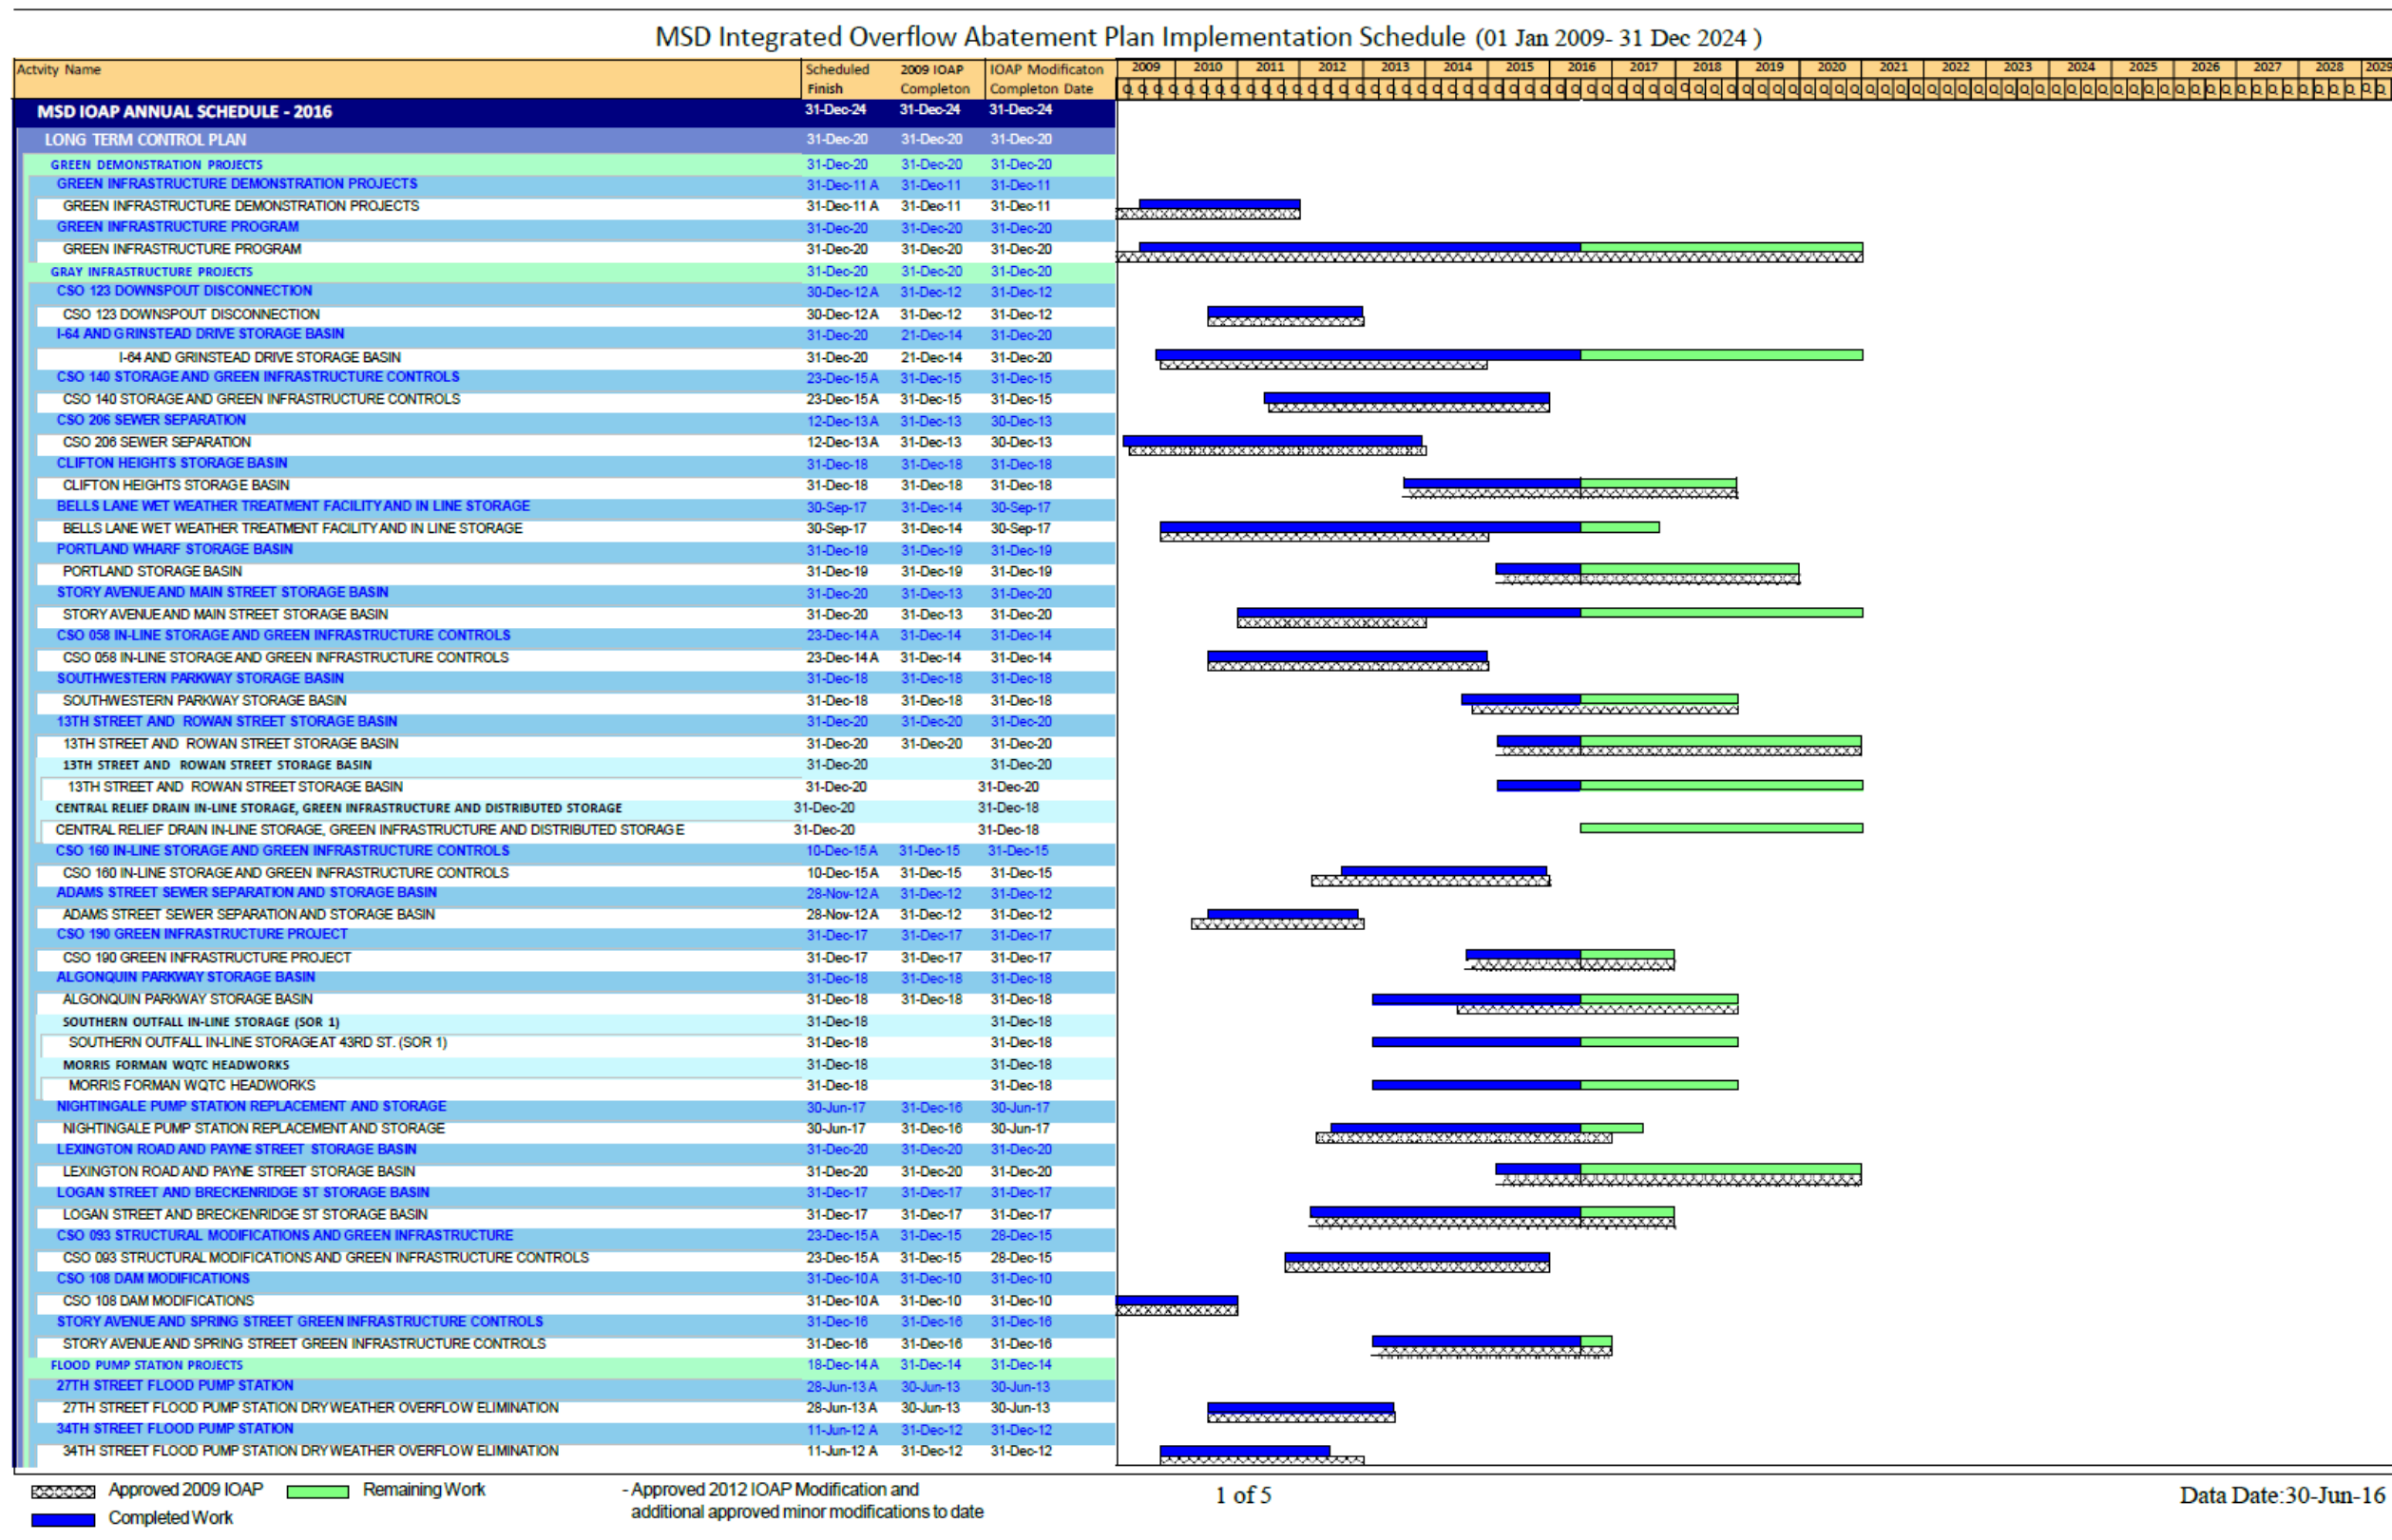 MSD Integrated Overflow Abatement Plan Implementation Schedule (01 Jan 2009- 31 Dec 2024 )
Actvity Name Scheduled 2009 IOAP IOAP Modificaton 2009 2010 2011 2012 2013 2014 2015 2016 2017 2018 2019 2020 2021 2022 2023 2024 2025 2026 2027 2028 2029
Finish Completon Completon Date
MSD IOAP ANNUAL SCHEDULE - 2016 31-Dec-24 31-Dec-24 31-Dec-24
LONG TERM CONTROL PLAN 31-Dec-20 31-Dec-20 31-Dec-20
GREEN DEMONSTRATION PROJECTS 31-Dec-20 31-Dec-20 31-Dec-20
GREEN INFRASTRUCTURE DEMONSTRATION PROJECTS 31-Dec-11 A 31-Dec-11 31-Dec-11
GREEN INFRASTRUCTURE DEMONSTRATION PROJECTS 31-Dec-11 A 31-Dec-11 31-Dec-11
GREEN INFRASTRUCTURE PROGRAM 31-Dec-20 31-Dec-20 31-Dec-20
GREEN INFRASTRUCTURE PROGRAM 31-Dec-20 31-Dec-20 31-Dec-20
GRAY INFRASTRUCTURE PROJECTS 31-Dec-20 31-Dec-20 31-Dec-20
CSO 123 DOWNSPOUT DISCONNECTION 30-Dec-12 A 31-Dec-12 31-Dec-12
CSO 123 DOWNSPOUT DISCONNECTION 30-Dec-12 A 31-Dec-12 31-Dec-12
I-64 AND GRINSTEAD DRIVE STORAGE BASIN 31-Dec-20 21-Dec-14 31-Dec-20
I-64 AND GRINSTEAD DRIVE STORAGE BASIN 31-Dec-20 21-Dec-14 31-Dec-20
CSO 140 STORAGE AND GREEN INFRASTRUCTURE CONTROLS 23-Dec-15 A 31-Dec-15 31-Dec-15
CSO 140 STORAGE AND GREEN INFRASTRUCTURE CONTROLS 23-Dec-15 A 31-Dec-15 31-Dec-15
CSO 206 SEWER SEPARATION 12-Dec-13 A 31-Dec-13 30-Dec-13
CSO 206 SEWER SEPARATION 12-Dec-13 A 31-Dec-13 30-Dec-13
CLIFTON HEIGHTS STORAGE BASIN 31-Dec-18 31-Dec-18 31-Dec-18
CLIFTON HEIGHTS STORAGE BASIN 31-Dec-18 31-Dec-18 31-Dec-18
BELLS LANE WET WEATHER TREATMENT FACILITY AND IN LINE STORAGE 30-Sep-17 31-Dec-14 30-Sep-17
BELLS LANE WET WEATHER TREATMENT FACILITY AND IN LINE STORAGE 30-Sep-17 31-Dec-14 30-Sep-17
PORTLAND WHARF STORAGE BASIN 31-Dec-19 31-Dec-19 31-Dec-19
PORTLAND STORAGE BASIN 31-Dec-19 31-Dec-19 31-Dec-19
STORY AVENUE AND MAIN STREET STORAGE BASIN 31-Dec-20 31-Dec-13 31-Dec-20
STORY AVENUE AND MAIN STREET STORAGE BASIN 31-Dec-20 31-Dec-13 31-Dec-20
CSO 058 IN-LINE STORAGE AND GREEN INFRASTRUCTURE CONTROLS 23-Dec-14 A 31-Dec-14 31-Dec-14
CSO 058 IN-LINE STORAGE AND GREEN INFRASTRUCTURE CONTROLS 23-Dec-14 A 31-Dec-14 31-Dec-14
SOUTHWESTERN PARKWAY STORAGE BASIN 31-Dec-18 31-Dec-18 31-Dec-18
SOUTHWESTERN PARKWAY STORAGE BASIN 31-Dec-18 31-Dec-18 31-Dec-18
13TH STREET AND ROWAN STREET STORAGE BASIN 31-Dec-20 31-Dec-20 31-Dec-20
13TH STREET AND ROWAN STREET STORAGE BASIN 31-Dec-20 31-Dec-20 31-Dec-20
13TH STREET AND ROWAN STREET STORAGE BASIN 31-Dec-20 31-Dec-20
13TH STREET AND ROWAN STREET STORAGE BASIN 31-Dec-20 31-Dec-20
CENTRAL RELIEF DRAIN IN-LINE STORAGE, GREEN INFRASTRUCTURE AND DISTRIBUTED STORAGE 31-Dec-20 31-Dec-18
CENTRAL RELIEF DRAIN IN-LINE STORAGE, GREEN INFRASTRUCTURE AND DISTRIBUTED STORAGE 31-Dec-20 31-Dec-18
CSO 160 IN-LINE STORAGE AND GREEN INFRASTRUCTURE CONTROLS 10-Dec-15 A 31-Dec-15 31-Dec-15
CSO 160 IN-LINE STORAGE AND GREEN INFRASTRUCTURE CONTROLS 10-Dec-15 A 31-Dec-15 31-Dec-15
ADAMS STREET SEWER SEPARATION AND STORAGE BASIN 28-Nov-12 A 31-Dec-12 31-Dec-12
ADAMS STREET SEWER SEPARATION AND STORAGE BASIN 28-Nov-12 A 31-Dec-12 31-Dec-12
CSO 190 GREEN INFRASTRUCTURE PROJECT 31-Dec-17 31-Dec-17 31-Dec-17
CSO 190 GREEN INFRASTRUCTURE PROJECT 31-Dec-17 31-Dec-17 31-Dec-17
ALGONQUIN PARKWAY STORAGE BASIN 31-Dec-18 31-Dec-18 31-Dec-18
ALGONQUIN PARKWAY STORAGE BASIN 31-Dec-18 31-Dec-18 31-Dec-18
SOUTHERN OUTFALL IN-LINE STORAGE (SOR 1) 31-Dec-18 31-Dec-18
SOUTHERN OUTFALL IN-LINE STORAGE AT 43RD ST. (SOR 1) 31-Dec-18 31-Dec-18
MORRIS FORMAN WQTC HEADWORKS 31-Dec-18 31-Dec-18
MORRIS FORMAN WQTC HEADWORKS 31-Dec-18 31-Dec-18
NIGHTINGALE PUMP STATION REPLACEMENT AND STORAGE 30-Jun-17 31-Dec-16 30-Jun-17
NIGHTINGALE PUMP STATION REPLACEMENT AND STORAGE 30-Jun-17 31-Dec-16 30-Jun-17
LEXINGTON ROAD AND PAYNE STREET STORAGE BASIN 31-Dec-20 31-Dec-20 31-Dec-20
LEXINGTON ROAD AND PAYNE STREET STORAGE BASIN 31-Dec-20 31-Dec-20 31-Dec-20
LOGAN STREET AND BRECKENRIDGE ST STORAGE BASIN 31-Dec-17 31-Dec-17 31-Dec-17
LOGAN STREET AND BRECKENRIDGE ST STORAGE BASIN 31-Dec-17 31-Dec-17 31-Dec-17
CSO 093 STRUCTURAL MODIFICATIONS AND GREEN INFRASTRUCTURE 23-Dec-15 A 31-Dec-15 28-Dec-15
CSO 093 STRUCTURAL MODIFICATIONS AND GREEN INFRASTRUCTURE CONTROLS 23-Dec-15 A 31-Dec-15 28-Dec-15
CSO 108 DAM MODIFICATIONS 31-Dec-10 A 31-Dec-10 31-Dec-10
CSO 108 DAM MODIFICATIONS 31-Dec-10 A 31-Dec-10 31-Dec-10
STORY AVENUE AND SPRING STREET GREEN INFRASTRUCTURE CONTROLS 31-Dec-16 31-Dec-16 31-Dec-16
STORY AVENUE AND SPRING STREET GREEN INFRASTRUCTURE CONTROLS 31-Dec-16 31-Dec-16 31-Dec-16
FLOOD PUMP STATION PROJECTS 18-Dec-14 A 31-Dec-14 31-Dec-14
27TH STREET FLOOD PUMP STATION 28-Jun-13 A 30-Jun-13 30-Jun-13
27TH STREET FLOOD PUMP STATION DRY WEATHER OVERFLOW ELIMINATION 28-Jun-13 A 30-Jun-13 30-Jun-13
34TH STREET FLOOD PUMP STATION 11-Jun-12 A 31-Dec-12 31-Dec-12
34TH STREET FLOOD PUMP STATION DRY WEATHER OVERFLOW ELIMINATION 11-Jun-12 A 31-Dec-12 31-Dec-12
Approved 2009 IOAP Remaining Work - Approved 2012 IOAP Modification and 1 of 5 Data Date:30-Jun-16
Completed Work additional approved minor modifications to date